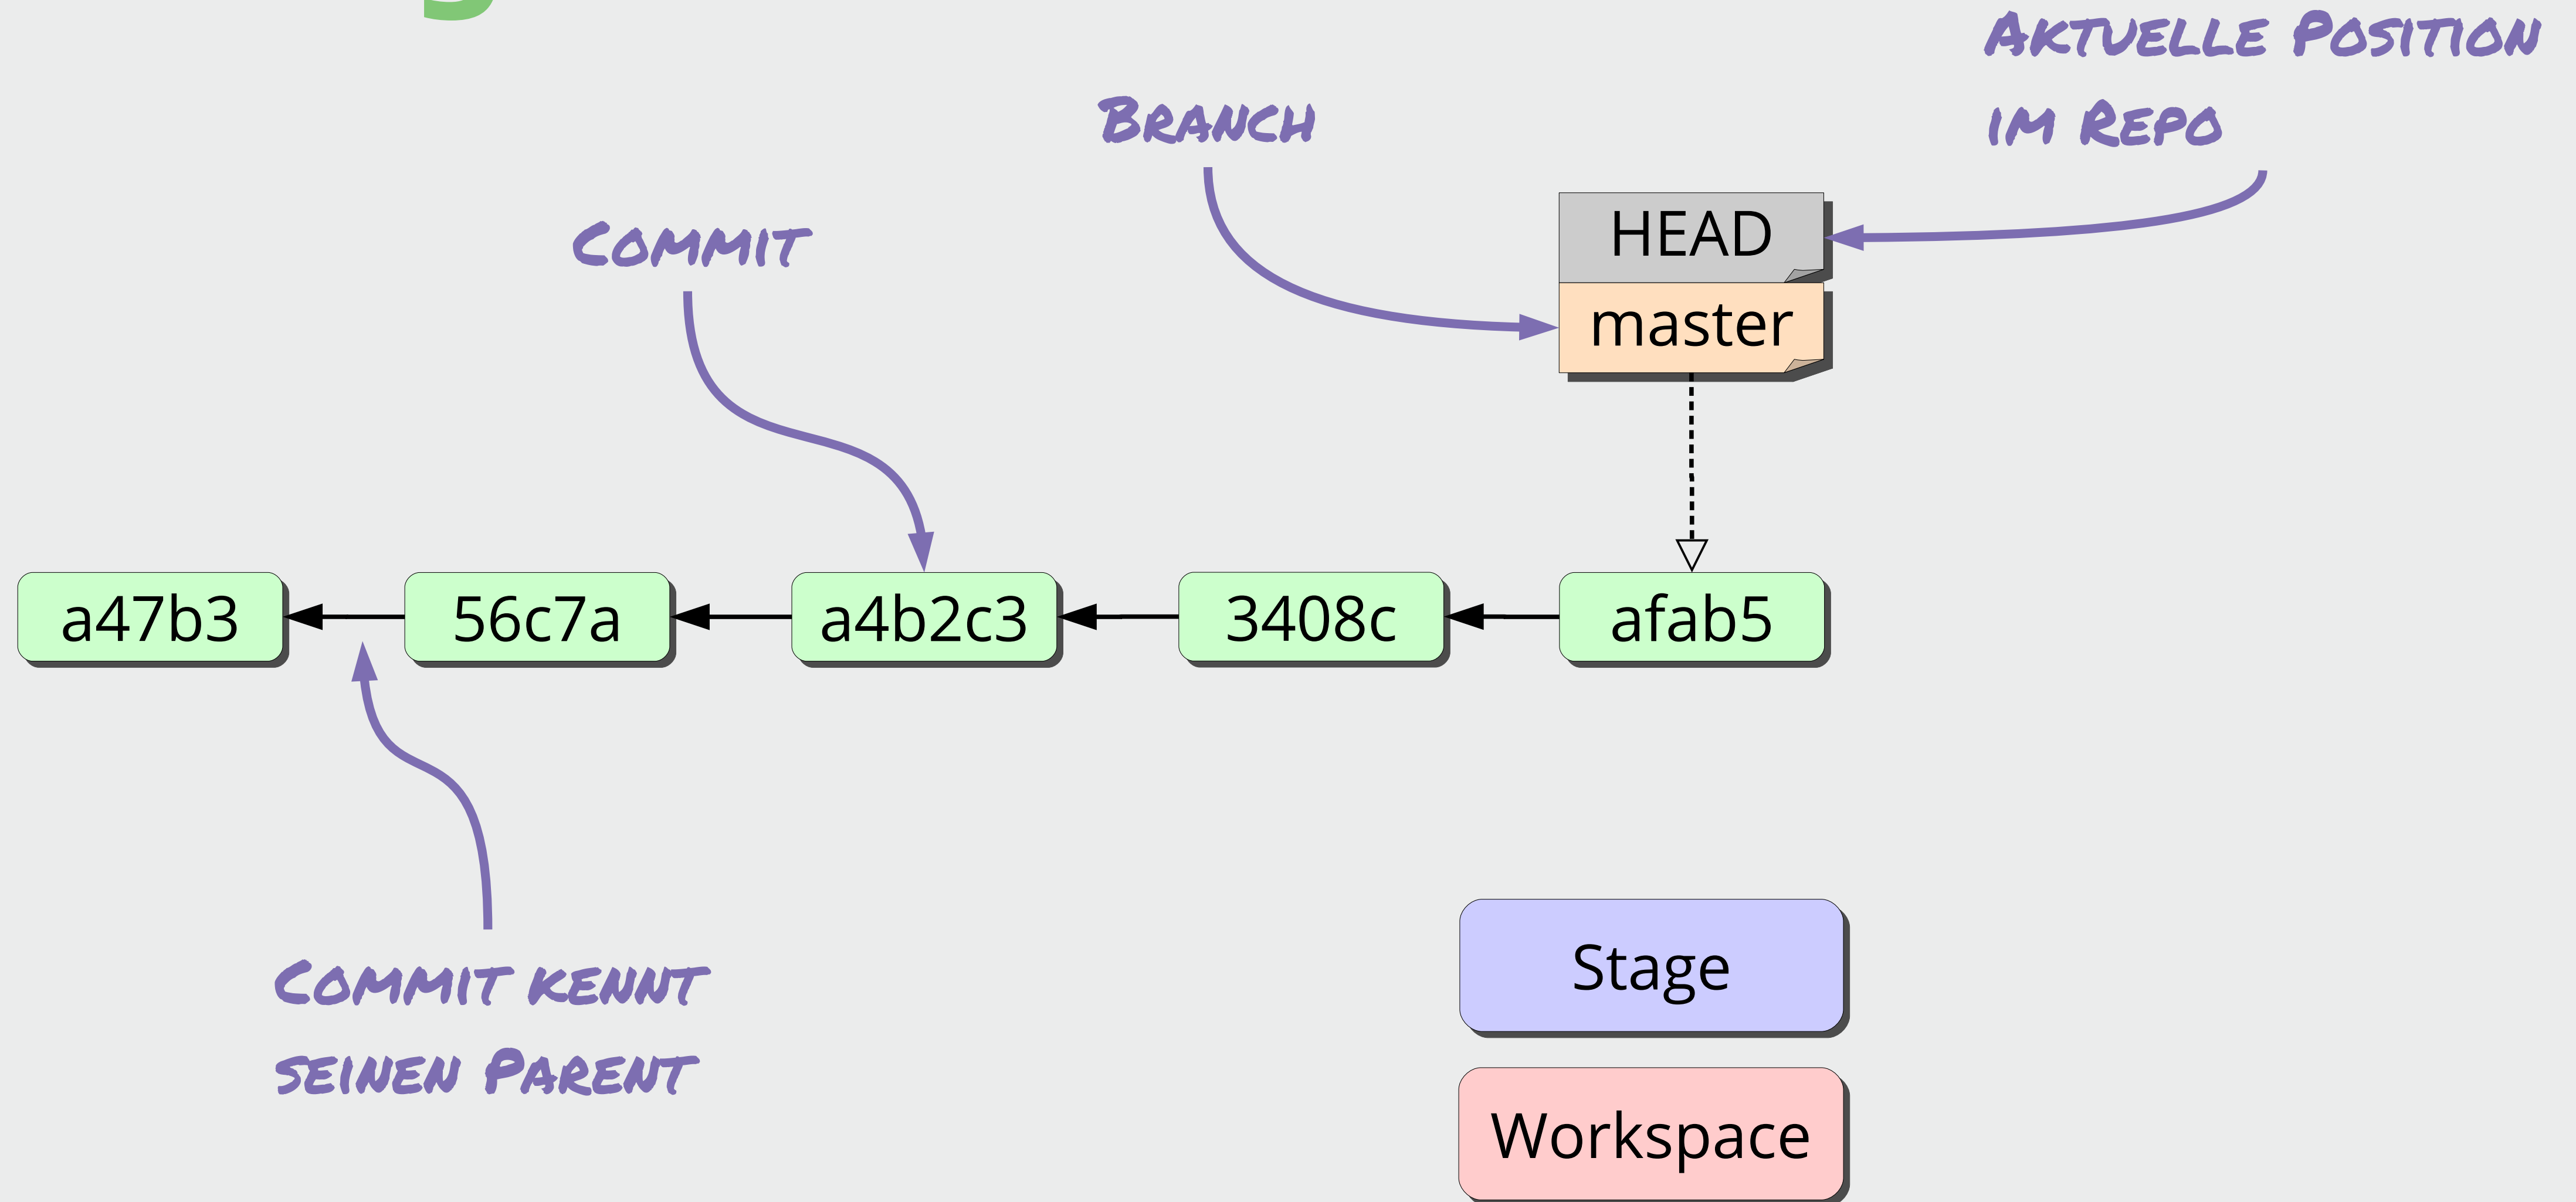 Aktuelle Position
im Repo
Branch
HEAD
Commit
master
a47b3
56c7a
a4b2c3
3408c
afab5
Commit kennt
seinen Parent
Stage
Workspace